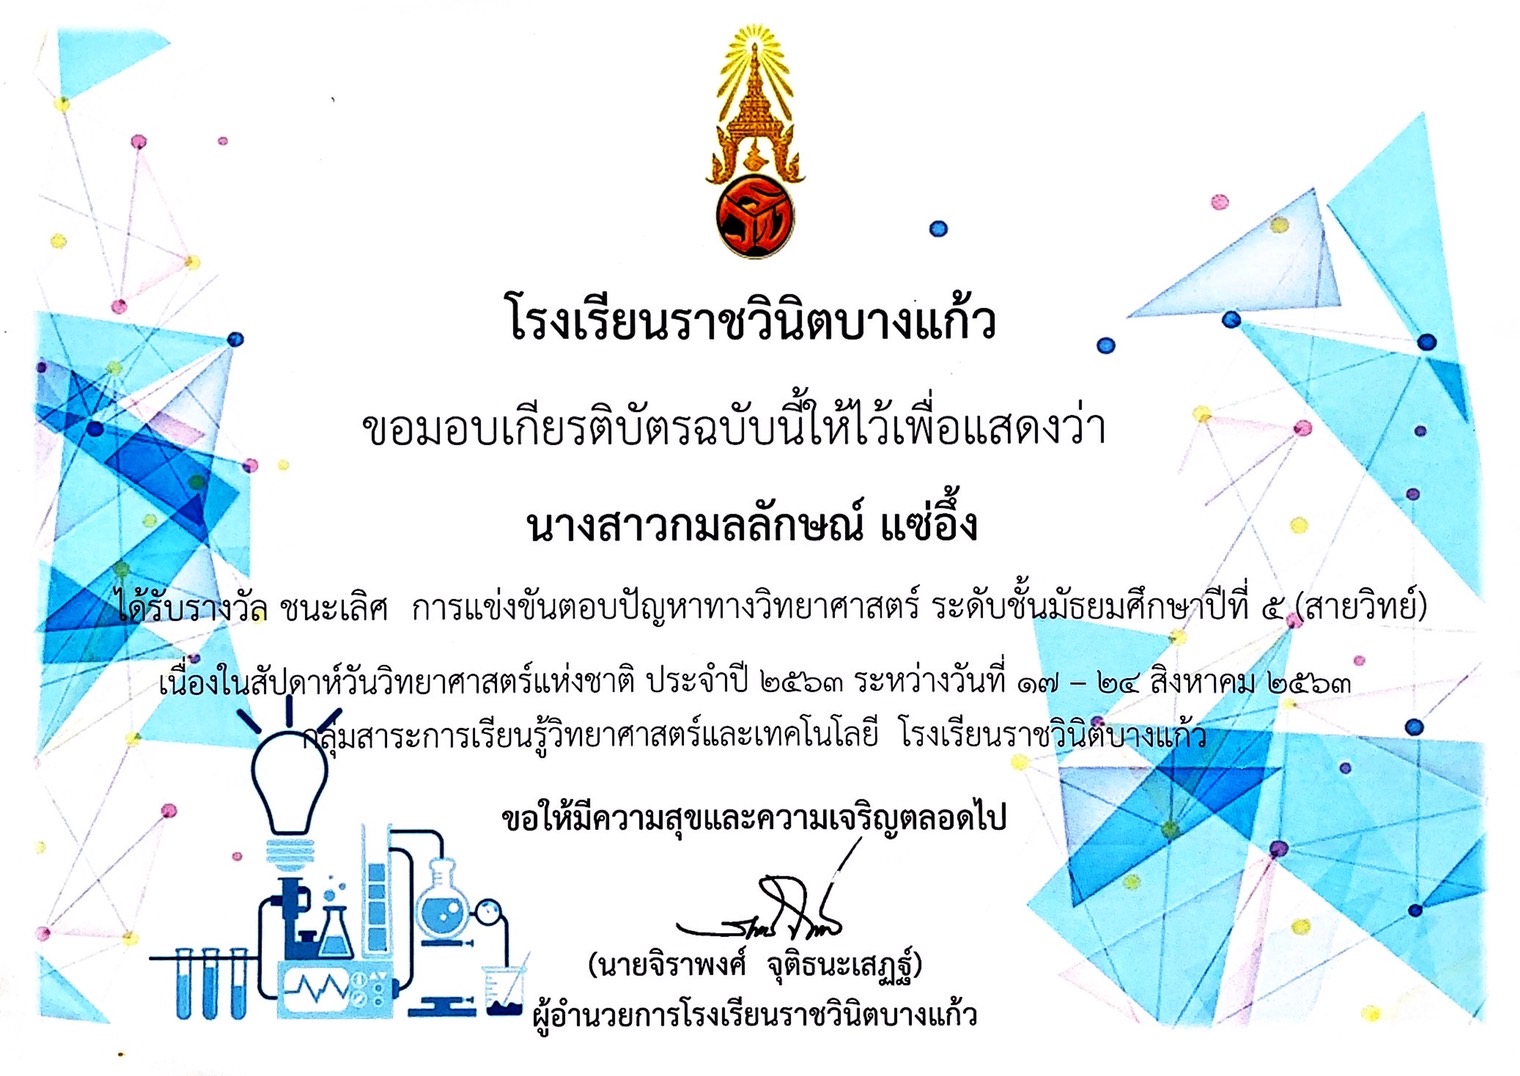 โรงเรียนราชวินิตบางแก้ว
ขอมอบเกียรติบัตรฉบับนี้ให้ไว้เพื่อแสดงว่า
นางสาวกมลลักษณ์ แซ่อึ้ง
ได้รับรางวัล ชนะเลิศ การแข่งขันตอบปัญหาทางวิทยาศาสตร์ ระดับชั้นมัธยมศึกษาปีที่ ๕ (สายวิทย์)
เนื่องในสัปดาห์วันวิทยาศาสตร์แห่งชาติ ประจำปี ๒๕๖๓ ระหว่างวันที่ ๑๗ – ๒๔ สิงหาคม ๒๕๖๓
กลุ่มสาระการเรียนรู้วิทยาศาสตร์และเทคโนโลยี โรงเรียนราชวินิตบางแก้ว
ขอให้มีความสุขและความเจริญตลอดไป
(นายจิราพงศ์ จุติธนะเสฏฐ์)
ผู้อำนวยการโรงเรียนราชวินิตบางแก้ว